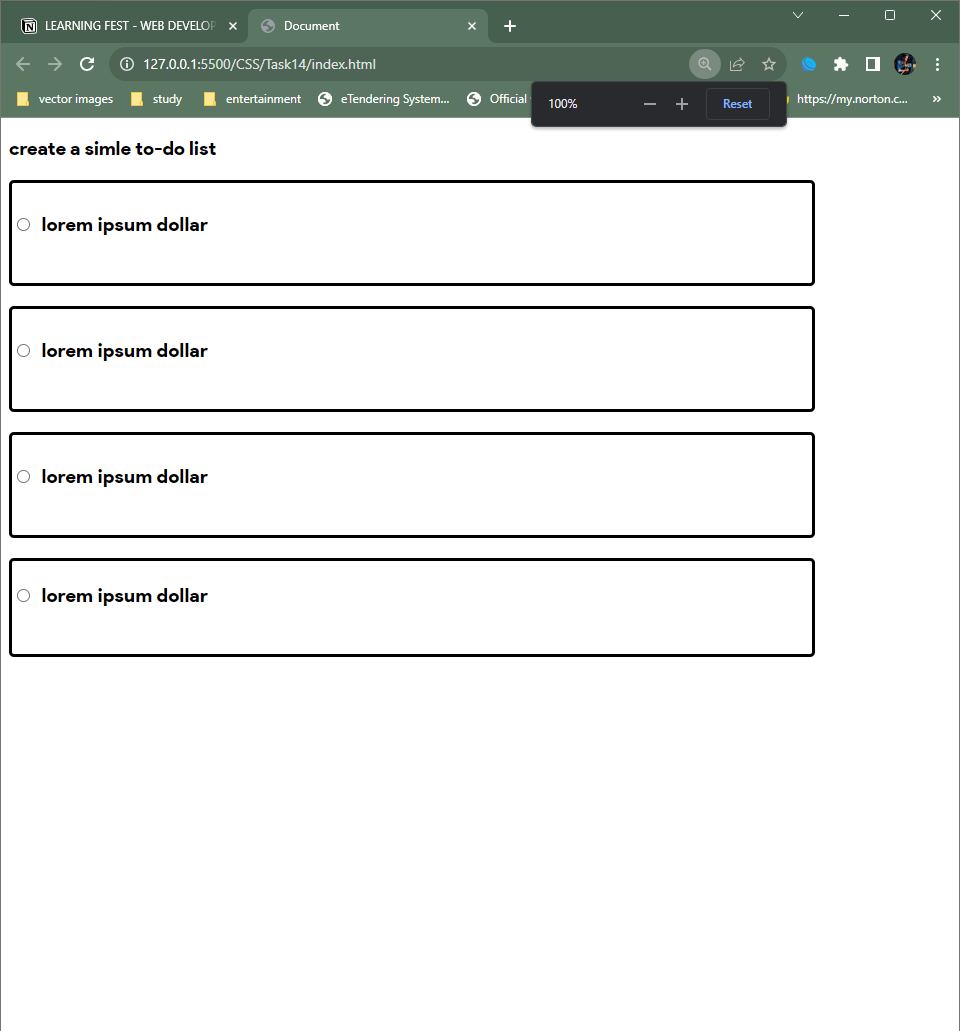 LEARNING FEST - WEB DEVELOP
Document
127.0.0.1:5500/CSS/Task14/index.html
vector images
study
entertainment
eTendering System...
Official
https://my.norton.c...
100%
Reset
create a simle to-do list
lorem ipsum dollar
lorem ipsum dollar
lorem ipsum dollar
lorem ipsum dollar